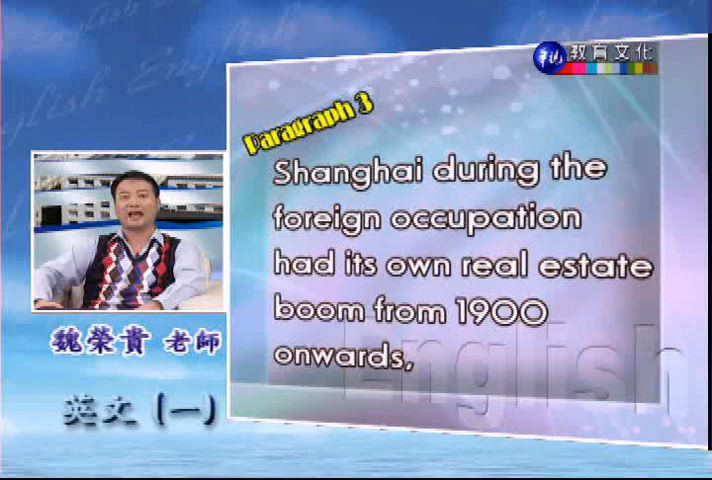 教育文化
Paragraph 3
Shanghai during the
foreign occupation
had its own real estate
boom from 1900
onwards,
English
魏榮貴 老師
英文(一)